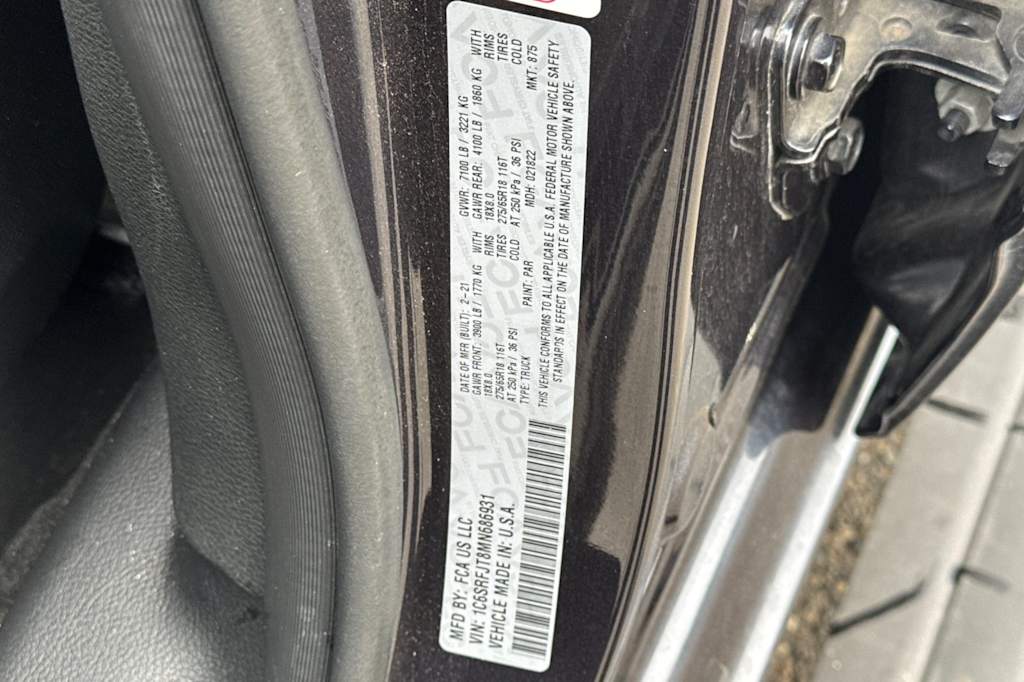 MFD BY: FCA US LLC
DATE OF MFR (BUILT): 2-21 GVWR: 7100 LB / 3221 KG
GAWR FRONT: 3900 LB / 1770 KG WITH GAWR REAR: 4100 LB / 1860 KG WITH
18X8.0 RIMS 18X8.0 RIMS
275/65R18 116T TIRES 275/65R18 116T TIRES
AT 250 kPa / 36 PSI COLD AT 250 kPa / 36 PSI COLD
TYPE: TRUCK PAINT: PAR MDH: 021822 MKT: 875
VIN: 1C6SRFJT8MN686931
VEHICLE MADE IN: U.S.A.
THIS VEHICLE CONFORMS TO ALL APPLICABLE U.S.A. FEDERAL MOTOR VEHICLE SAFETY
STANDARDS IN EFFECT ON THE DATE OF MANUFACTURE SHOWN ABOVE.